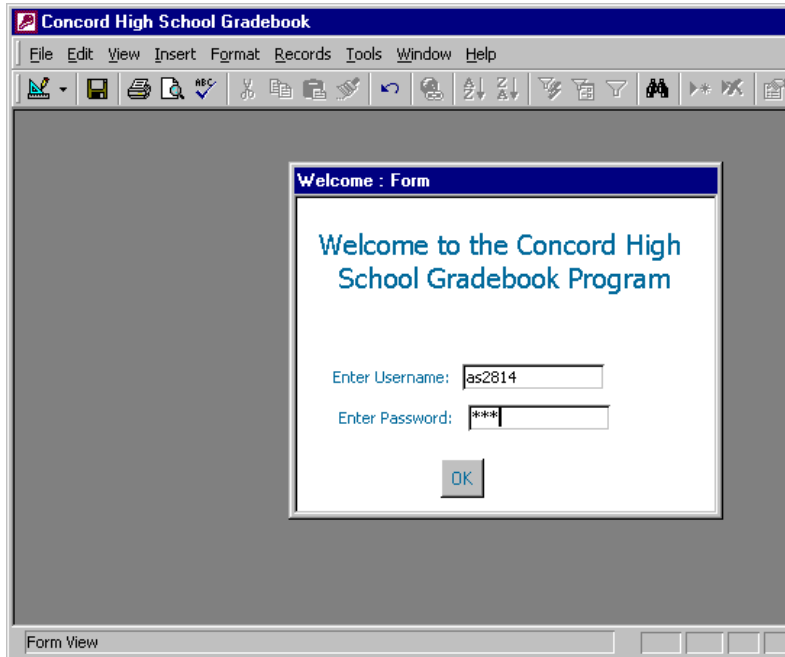 Concord High School Gradebook
File Edit View Insert Format Records Tools Window Help
ABC
A Z Z A
Welcome : Form
Welcome to the Concord High
School Gradebook Program
Enter Username: as2814
Enter Password: ***
OK
Form View